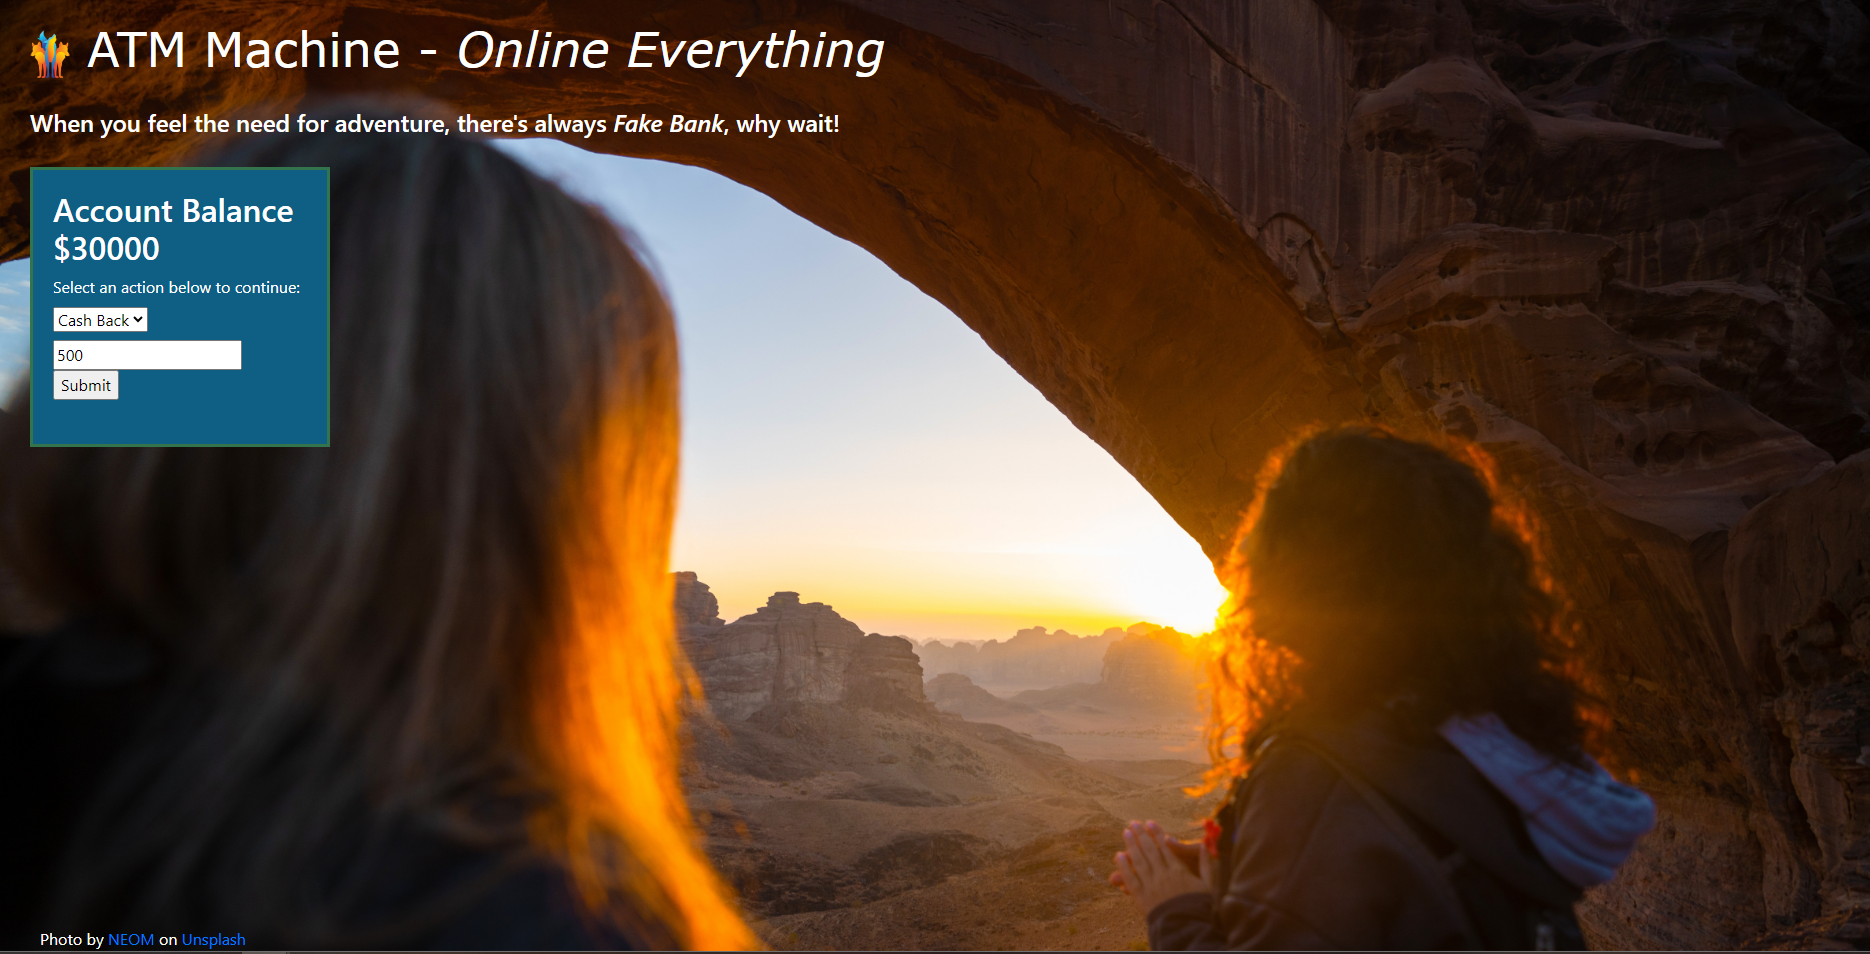 ATM Machine - Online Everything
When you feel the need for adventure, there's always Fake Bank, why wait!
Account Balance
$30000
Select an action below to continue:
Cash Back
500
Submit
Photo by NEOM on Unsplash